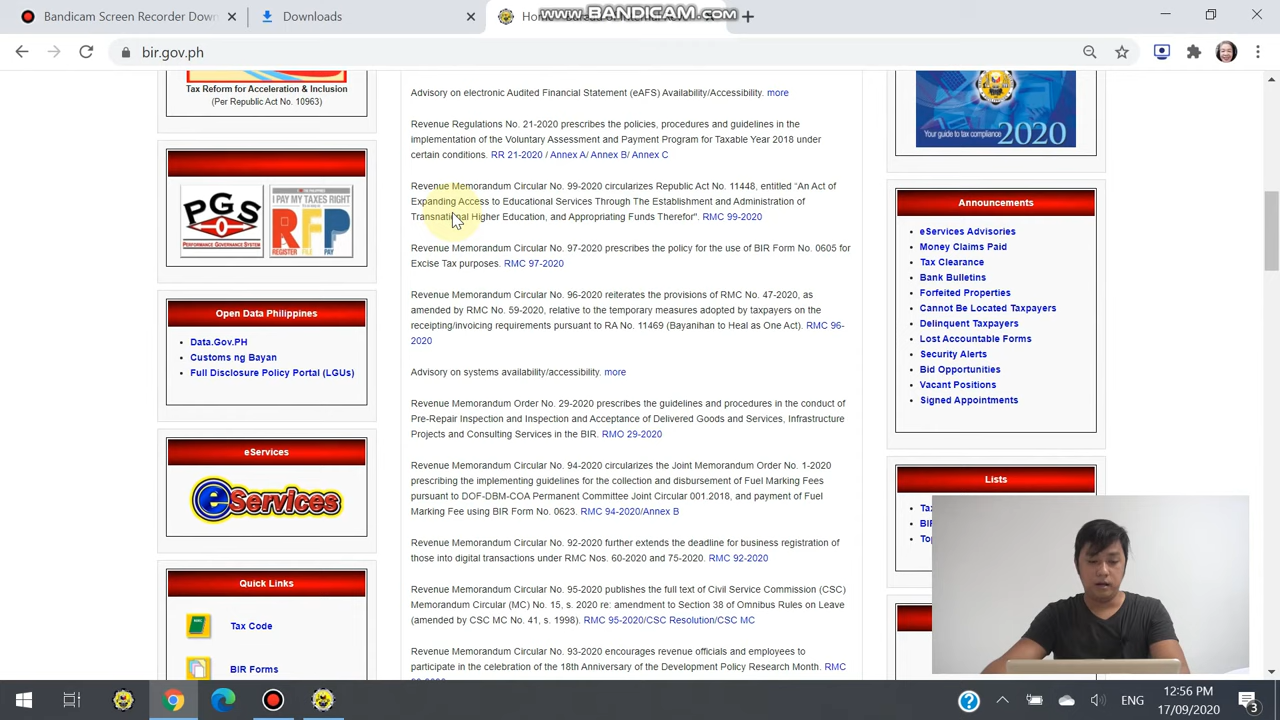 Bandicam Screen Recorder Down
Downloads
WWW.BANDICAM.COM
bir.gov.ph
Tax Reform for Acceleration & Inclusion
(Per Republic Act No. 10963)
PGS
PERFORMANCE GOVERNANCE SYSTEM
I PAY MY TAXES RIGHT
RFP
REGISTER FILE PAY
Open Data Philippines
Data.Gov.PH
Customs ng Bayan
Full Disclosure Policy Portal (LGUs)
eServices
eServices
Quick Links
Tax Code
BIR Forms
Advisory on electronic Audited Financial Statement (eAFS) Availability/Accessibility. more
Revenue Regulations No. 21-2020 prescribes the policies, procedures and guidelines in the
implementation of the Voluntary Assessment and Payment Program for Taxable Year 2018 under
certain conditions. RR 21-2020 / Annex A/ Annex B/ Annex C
Revenue Memorandum Circular No. 99-2020 circularizes Republic Act No. 11448, entitled “An Act of
Expanding Access to Educational Services Through The Establishment and Administration of
Transnational Higher Education, and Appropriating Funds Therefor". RMC 99-2020
Revenue Memorandum Circular No. 97-2020 prescribes the policy for the use of BIR Form No. 0605 for
Excise Tax purposes. RMC 97-2020
Revenue Memorandum Circular No. 96-2020 reiterates the provisions of RMC No. 47-2020, as
amended by RMC No. 59-2020, relative to the temporary measures adopted by taxpayers on the
receipting/invoicing requirements pursuant to RA No. 11469 (Bayanihan to Heal as One Act). RMC 96-
2020
Advisory on systems availability/accessibility. more
Revenue Memorandum Order No. 29-2020 prescribes the guidelines and procedures in the conduct of
Pre-Repair Inspection and Inspection and Acceptance of Delivered Goods and Services, Infrastructure
Projects and Consulting Services in the BIR. RMO 29-2020
Revenue Memorandum Circular No. 94-2020 circularizes the Joint Memorandum Order No. 1-2020
prescribing the implementing guidelines for the collection and disbursement of Fuel Marking Fees
pursuant to DOF-DBM-COA Permanent Committee Joint Circular 001.2018, and payment of Fuel
Marking Fee using BIR Form No. 0623. RMC 94-2020/Annex B
Revenue Memorandum Circular No. 92-2020 further extends the deadline for business registration of
those into digital transactions under RMC Nos. 60-2020 and 75-2020. RMC 92-2020
Revenue Memorandum Circular No. 95-2020 publishes the full text of Civil Service Commission (CSC)
Memorandum Circular (MC) No. 15, s. 2020 re: amendment to Section 38 of Omnibus Rules on Leave
(amended by CSC MC No. 41, s. 1998). RMC 95-2020/CSC Resolution/CSC MC
Revenue Memorandum Circular No. 93-2020 encourages revenue officials and employees to
participate in the celebration of the 18th Anniversary of the Development Policy Research Month. RMC
Your guide to tax compliance 2020
Announcements
eServices Advisories
Money Claims Paid
Tax Clearance
Bank Bulletins
Forfeited Properties
Cannot Be Located Taxpayers
Delinquent Taxpayers
Lost Accountable Forms
Security Alerts
Bid Opportunities
Vacant Positions
Signed Appointments
Lists
ENG
12:56 PM
17/09/2020
3